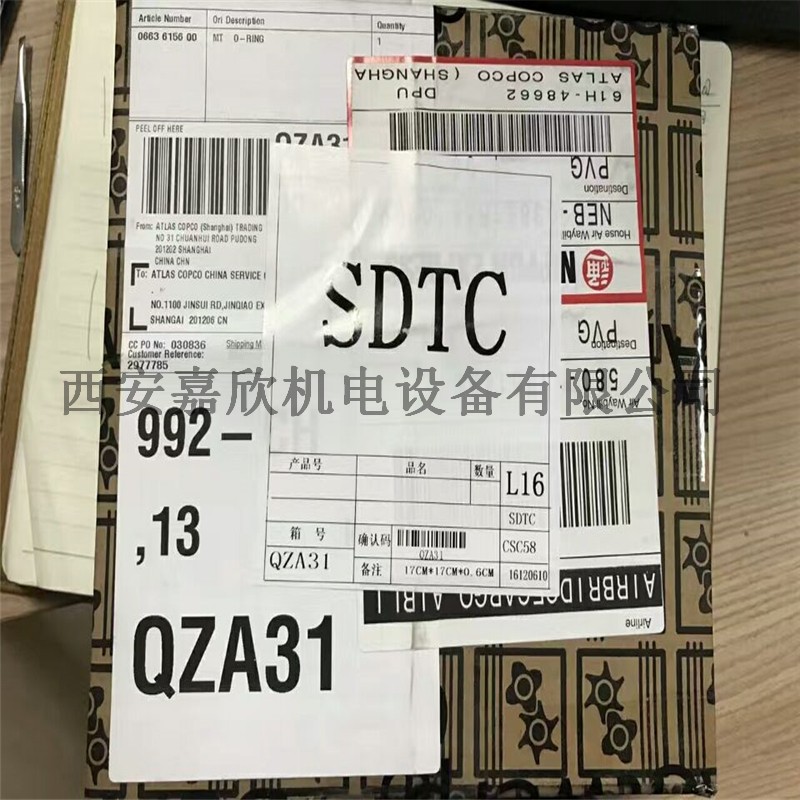 Article Number
Ori Description
Quantity
0663 6156 00
MI O-RING
1
PEEL OFF HERE
QZA31
From: ATLAS COPCO (Shanghai) TRADING
NO 31 CHUANHUI ROAD PUDONG
201202 SHANGHAI
CHINA CHN
To: ATLAS COPCO CHINA SERVICE
NO.1100 JINSUI RD,JINQIAO EX
SHANGAI 201206 CN
CC PO No: 030836
Shipping M
Customer Reference:
2977785
992-
,13
QZA31
ATLAS COPCO (SHANGHA
61H-48662
DPU
Destination
PVG
House Air Waybil
NEB-
N
Destination
PVG
Air Waybil No
580
AIRBRIDGECARGO AIRLI
Airline
SDTC
产品号
品名
数量
L16
SDTC
箱 号
确认码
QZA31
CSC58
QZA31
备注
17CM*17CM*0.6CM
16120610
西安嘉欣机电设备有限公司